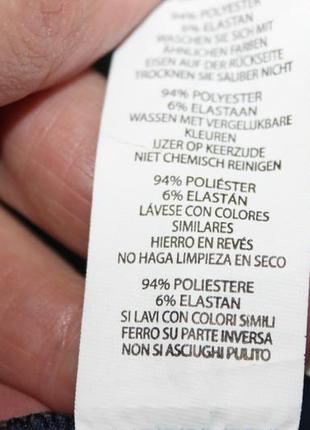 94% POLYESTER
6% ELASTAN
WASCHEN SIE SICH MIT
ÄHNLICHEN FARBEN
EISEN AUF DER RÜCKSEITE
TROCKNEN SIE SÄUBER NICHT
94% POLYESTER
6% ELASTAAN
WASSEN MET VERGELIJKBARE
KLEUREN
IJZER OP KEERZIJDE
NIET CHEMISCH REINIGEN
94% POLIÉSTER
6% ELASTÁN
LÁVESE CON COLORES
SIMILARES
HIERRO EN REVÉS
NO HAGA LIMPIEZA EN SECO
94% POLIESTERE
6% ELASTAN
SI LAVI CON COLORI SIMILI
FERRO SU PARTE INVERSA
NON SI ASCIUGHI PULITO